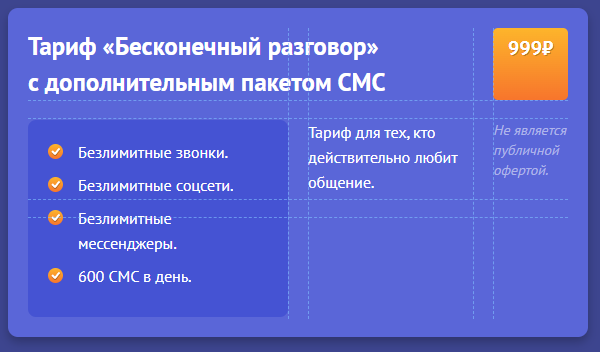 Тариф «Бесконечный разговор»
с дополнительным пакетом СМС
999₽
Безлимитные звонки.
Безлимитные соцсети.
Безлимитные
мессенджеры.
600 СМС в день.
Тариф для тех, кто
действительно любит
общение.
Не является
публичной
офертой.